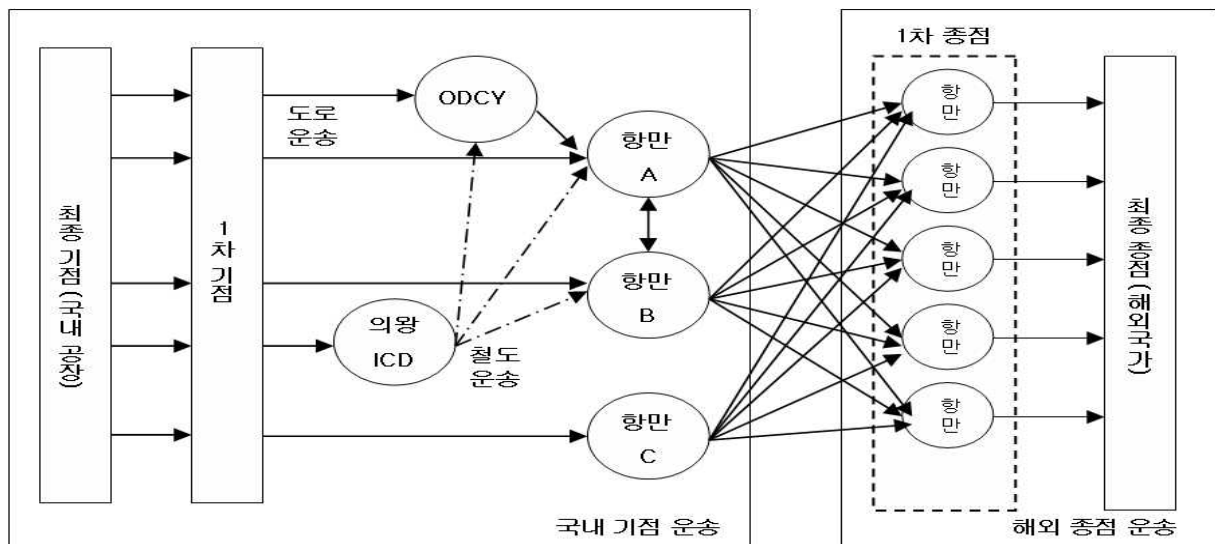 최종 기점(국내 공장)
1차 기점
도로
운송
ODCY
의왕
ICD
철도
운송
항만
A
항만
B
항만
C
국내 기점 운송
1차 종점
항
만
항
만
항
만
항
만
항
만
최종 종점(해외국가)
해외 종점 운송